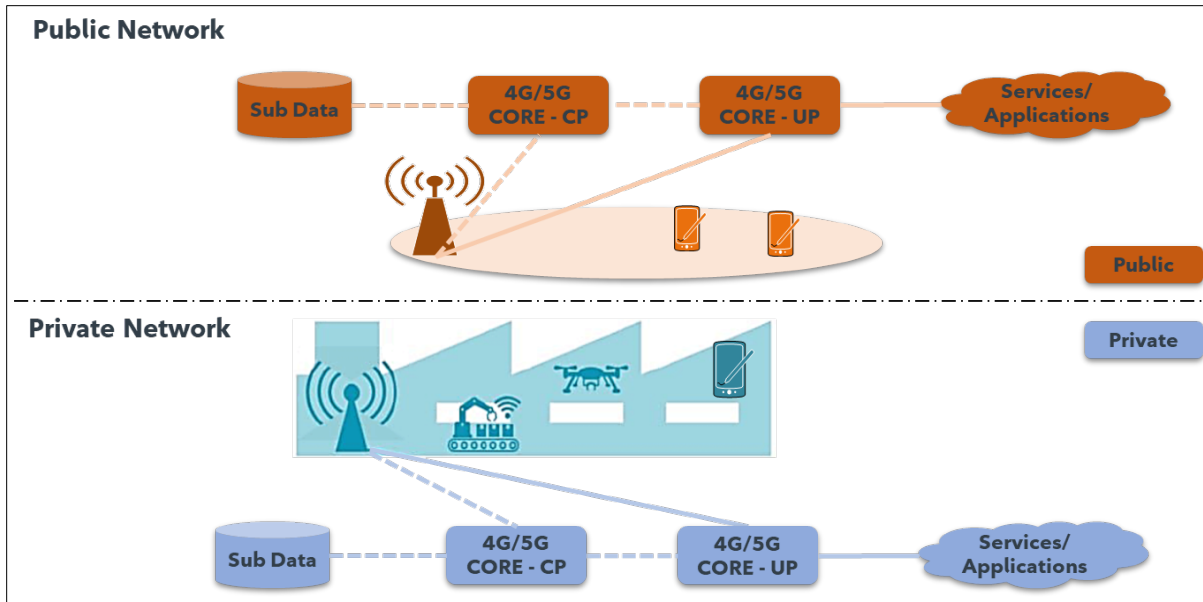 Public Network
Sub Data
4G/5G
CORE - CP
4G/5G
CORE - UP
Services/
Applications
Public
Private Network
Private
Sub Data
4G/5G
CORE - CP
4G/5G
CORE - UP
Services/
Applications